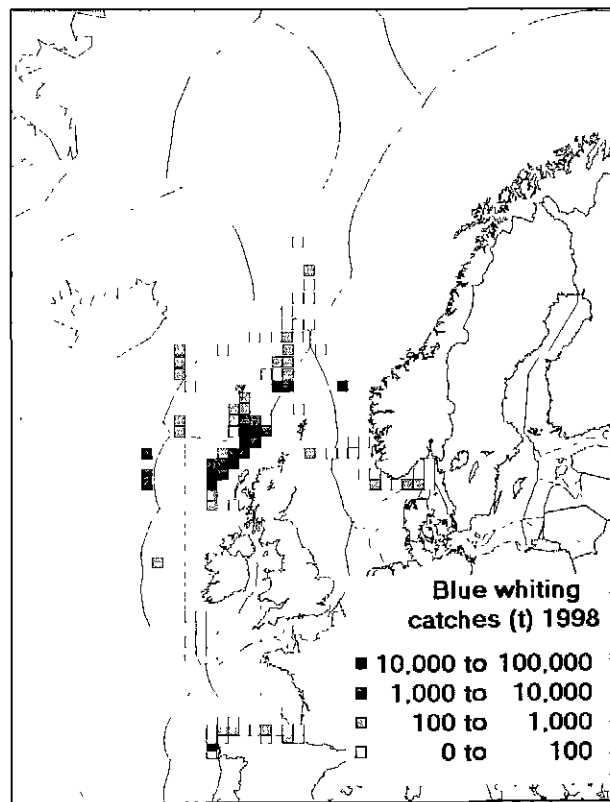 Blue whiting
catches (t) 1998
10,000 to 100,000
1,000 to 10,000
100 to 1,000
0 to 100